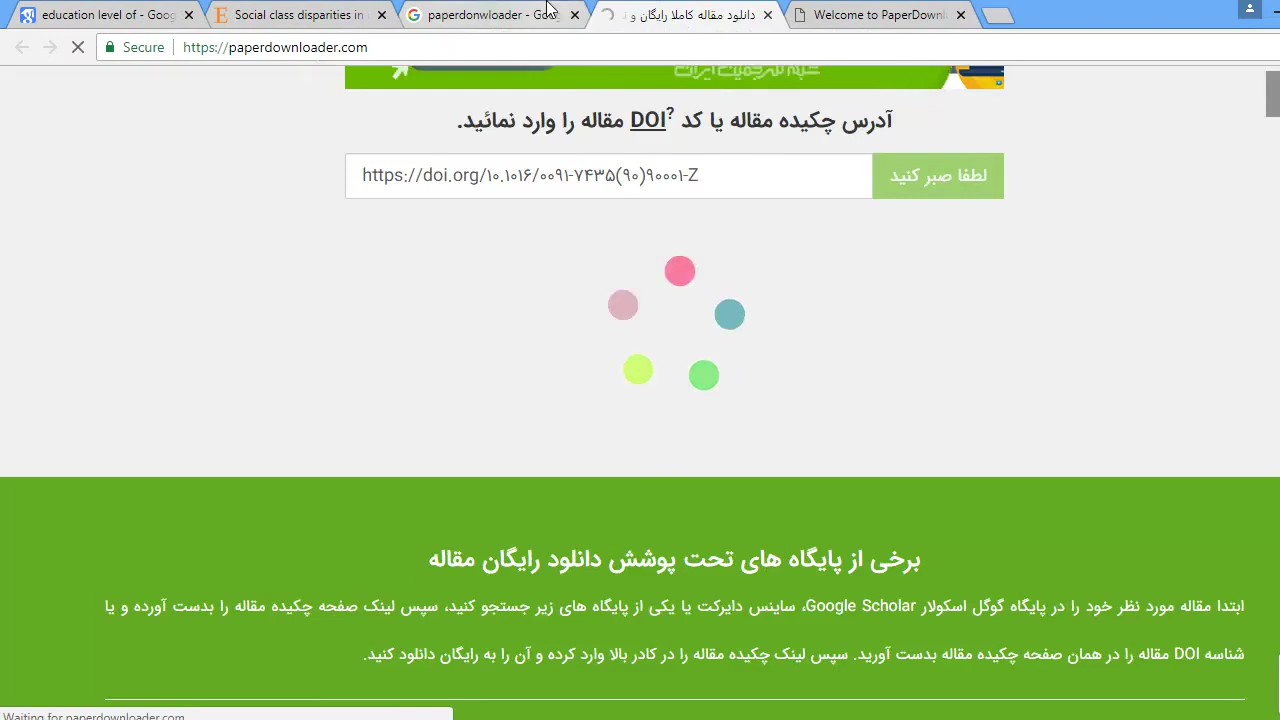 education level of - Goog
Social class disparities in
paperdonwloader - Goog
دانلود مقاله کاملا رایگان و ن
Welcome to PaperDownl
Secure
https://paperdownloader.com
آدرس چکیده مقاله یا کد DOI? مقاله را وارد نمائید.
https://doi.org/۱۰.۱۰۱۶/۰۰۹۱-۷۴۳۵(۹۰)۹۰۰۰۱-Z
لطفا صبر کنید
برخی از پایگاه های تحت پوشش دانلود رایگان مقاله
ابتدا مقاله مورد نظر خود را در پایگاه گوگل اسکولار Google Scholar، ساینس دایرکت یا یکی از پایگاه های زیر جستجو کنید، سپس لینک صفحه چکیده مقاله را بدست آورده و یا
شناسه DOI مقاله را در همان صفحه چکیده مقاله بدست آورید. سپس لینک چکیده مقاله را در کادر بالا وارد کرده و آن را به رایگان دانلود کنید.
Waiting for paperdownloader.com